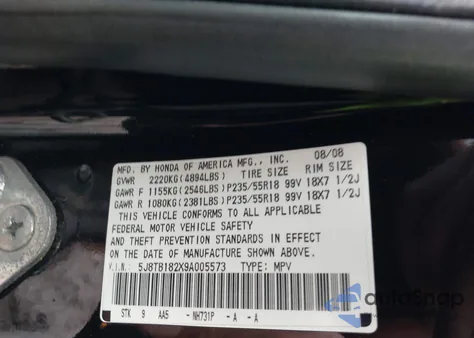 MFD. BY HONDA OF AMERICA MFG., INC. 08/08
GVWR 2220KG(4894LBS) TIRE SIZE RIM SIZE
GAWR F 1155KG(2546LBS)P235/55R18 99V 18X7 1/2J
GAWR R 1080KG(2381LBS)P235/55R18 99V 18X7 1/2J
THIS VEHICLE CONFORMS TO ALL APPLICABLE
FEDERAL MOTOR VEHICLE SAFETY
AND THEFT PREVENTION STANDARDS IN EFFECT
ON THE DATE OF MANUFACTURE SHOWN ABOVE.
V.I.N.: 5J8TB182X9A005573 TYPE: MPV
STK 9 AA5 -NH731P -A -A
autoSnap